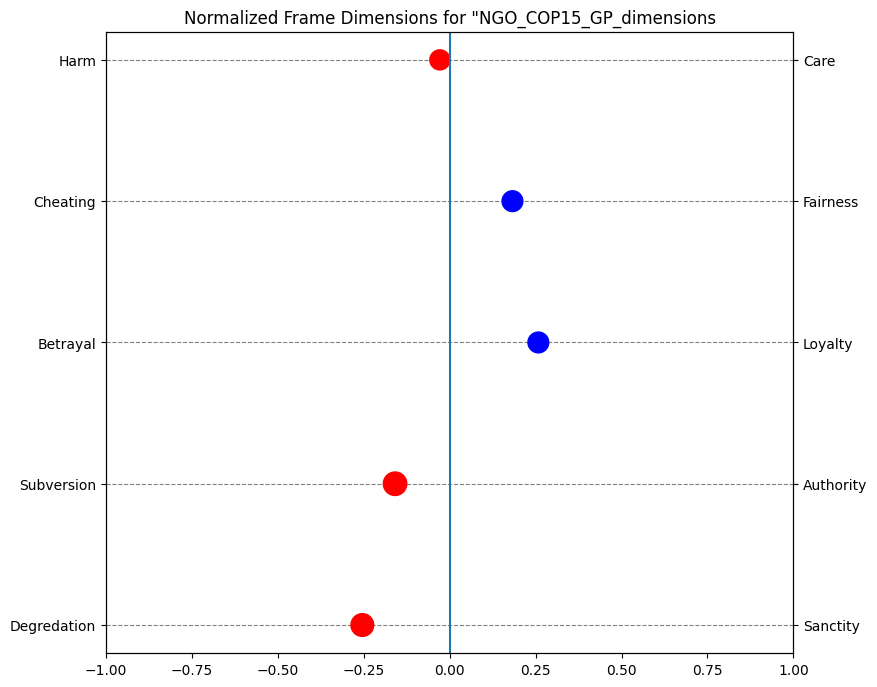 Normalized Frame Dimensions for "NGO_COP15_GP_dimensions
Harm
Care
Cheating
Fairness
Betrayal
Loyalty
Subversion
Authority
Degredation
Sanctity
−1.00 −0.75 −0.50 −0.25 0.00 0.25 0.50 0.75 1.00